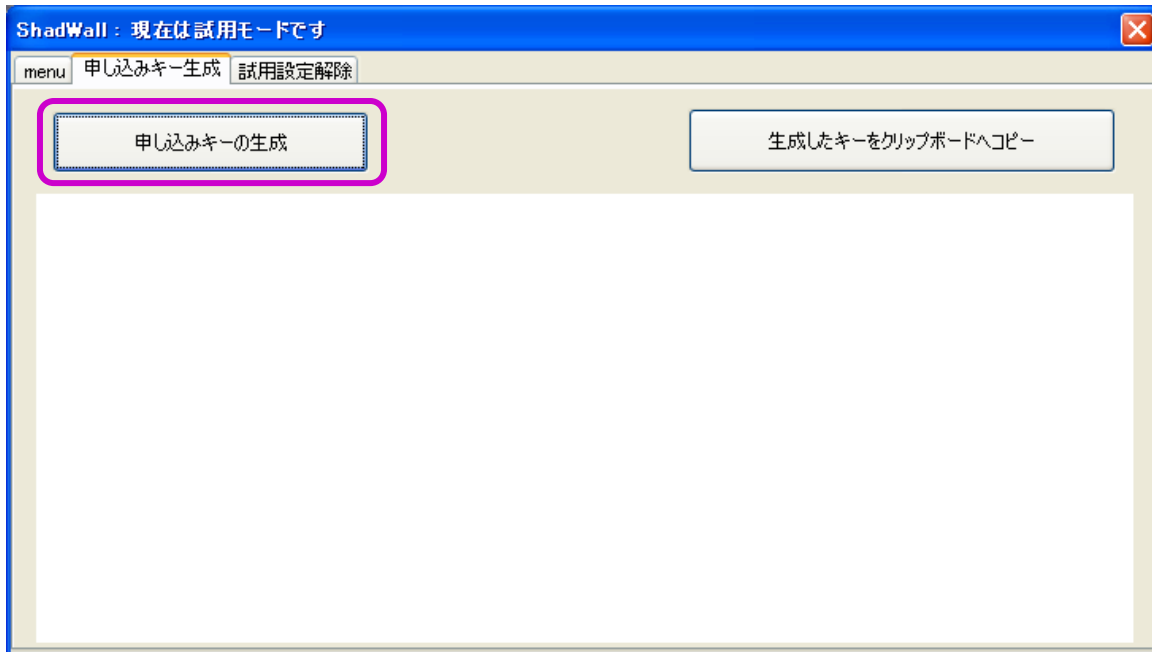 ShadWall : 現在は試用モードです
menu 申し込みキー生成 試用設定解除
申し込みキーの生成 生成したキーをクリップボードへコピー